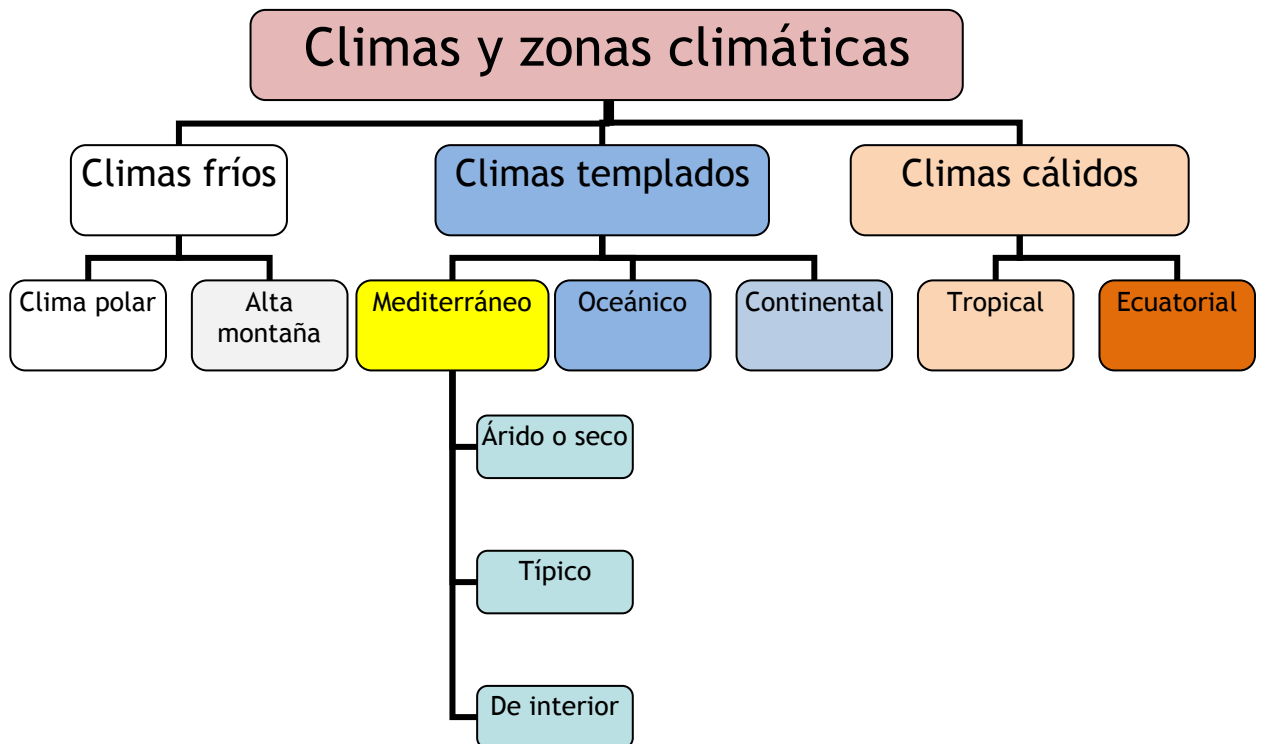 Climas y zonas climáticas
Climas fríos
Climas templados
Climas cálidos
Clima polar
Alta
montaña
Mediterráneo
Oceánico
Continental
Tropical
Ecuatorial
Árido o seco
Típico
De interior